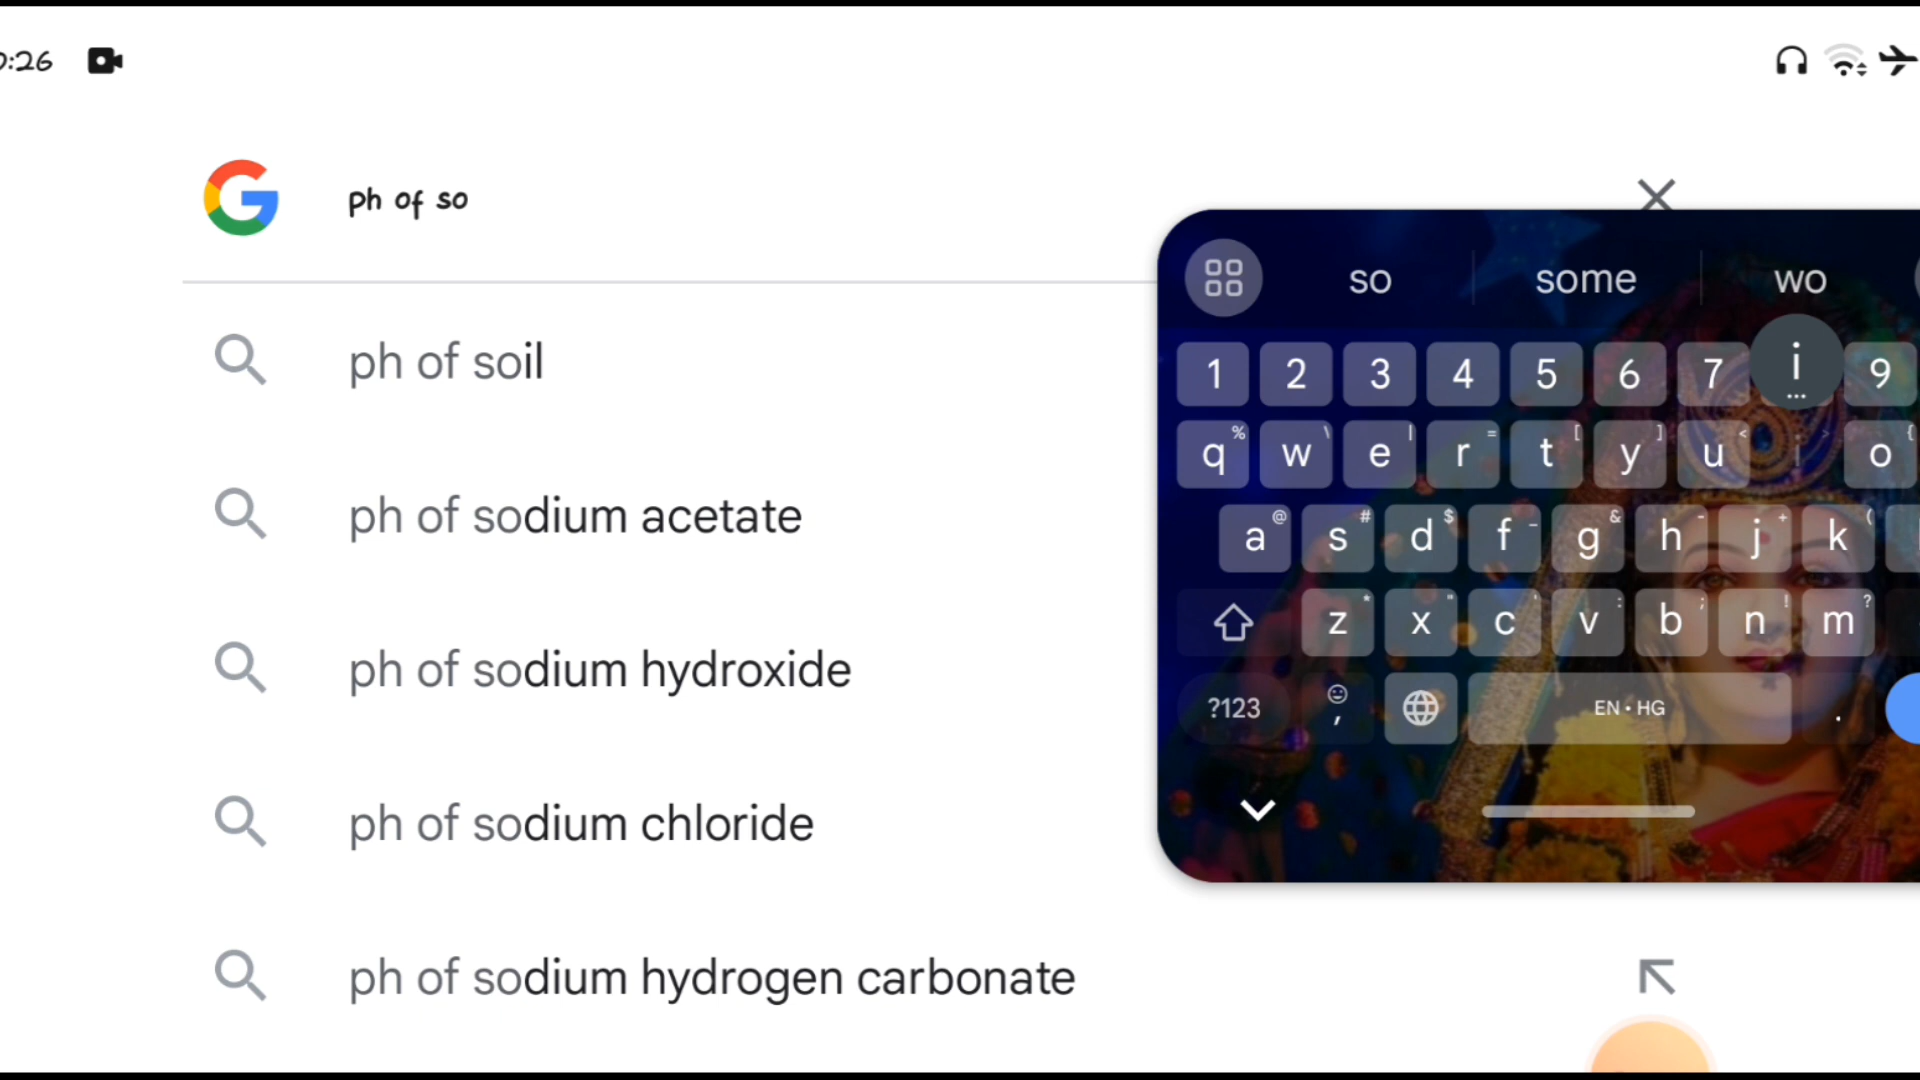 :26
ph of so
ph of soil
ph of sodium acetate
ph of sodium hydroxide
ph of sodium chloride
ph of sodium hydrogen carbonate
so some wo
1 2 3 4 5 6 7 i 9
q w e r t y u o
% \ | = [ ] < > {
a s d f g h j k
@ # $ _ & - + (
z x c v b n m
* " ' : ; ! ?
?123 , EN • HG .